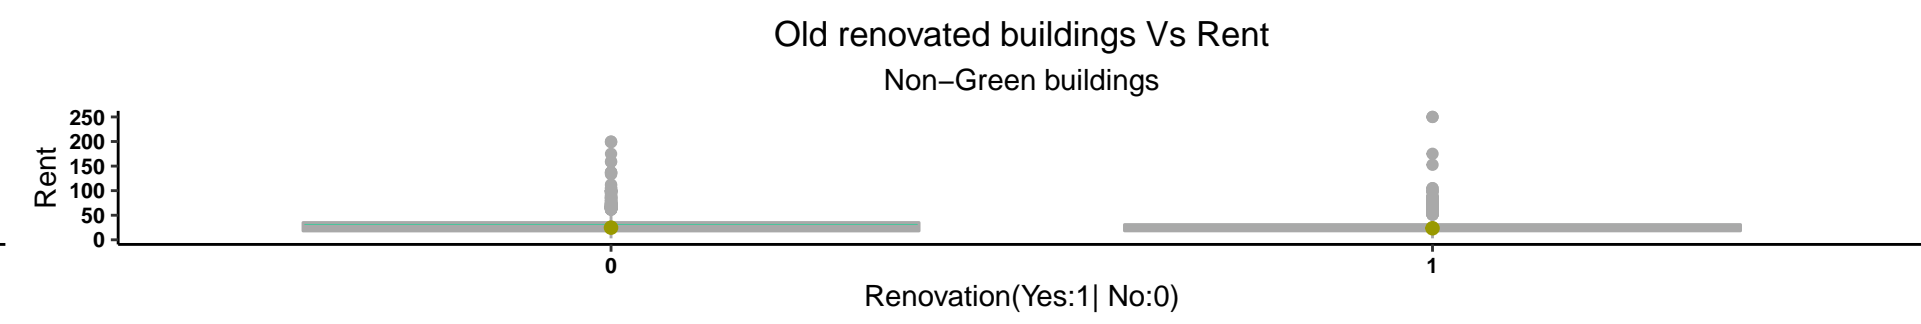 Old renovated buildings Vs Rent
Non−Green buildings
Rent
250
200
150
100
50
0
0
1
Renovation(Yes:1| No:0)